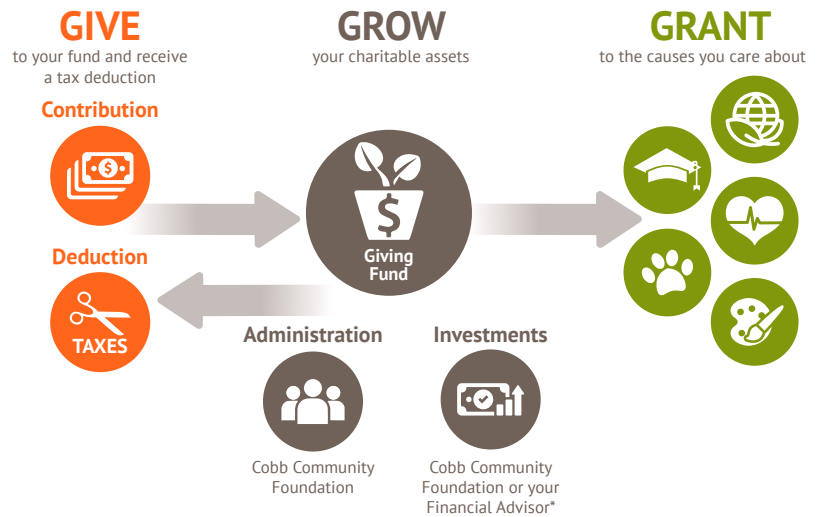 GIVE
to your fund and receive
a tax deduction
Contribution
$
Deduction
TAXES
GROW
your charitable assets
$
Giving
Fund
Administration
Cobb Community
Foundation
Investments
Cobb Community
Foundation or your
Financial Advisor*
GRANT
to the causes you care about